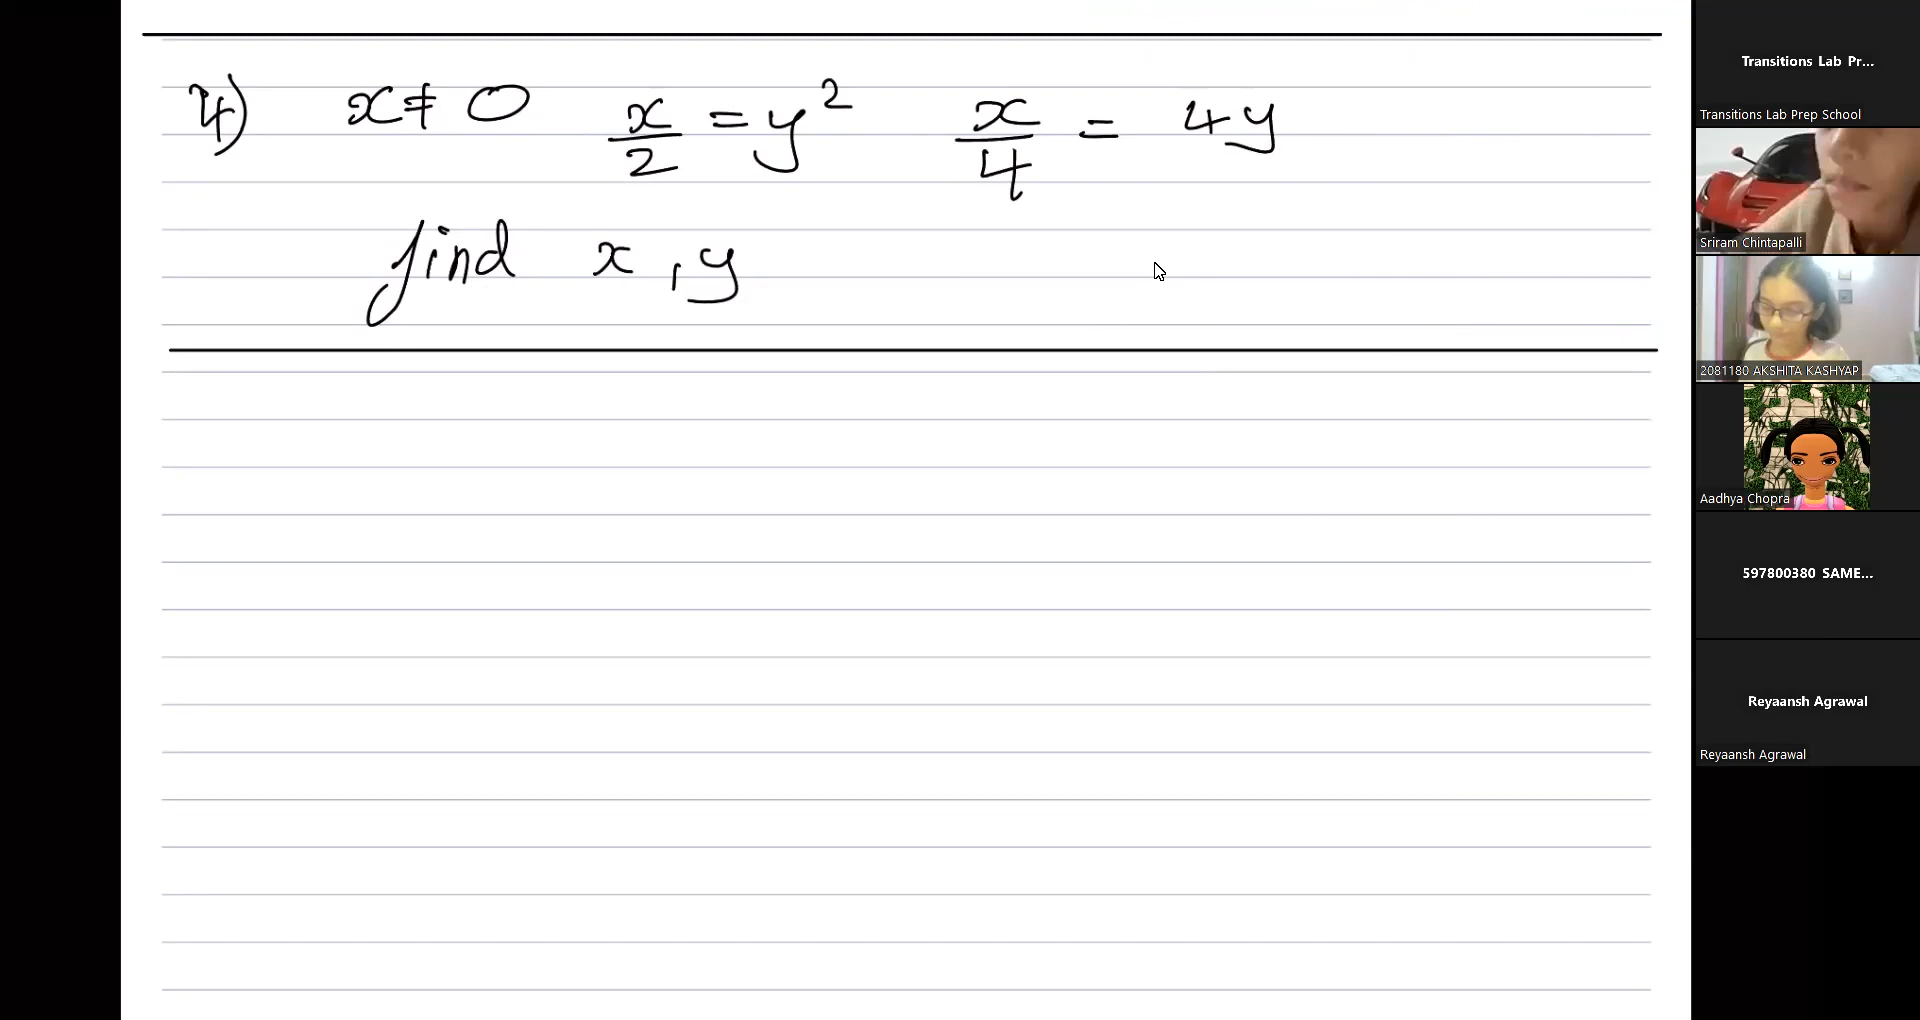 4) x ≠ 0 x/2 = y² x/4 = 4y
find x, y
Transitions Lab Pr...
Transitions Lab Prep School
Sriram Chintapalli
2081180 AKSHITA KASHYAP
Aadhya Chopra
597800380 SAME...
Reyaansh Agrawal
Reyaansh Agrawal